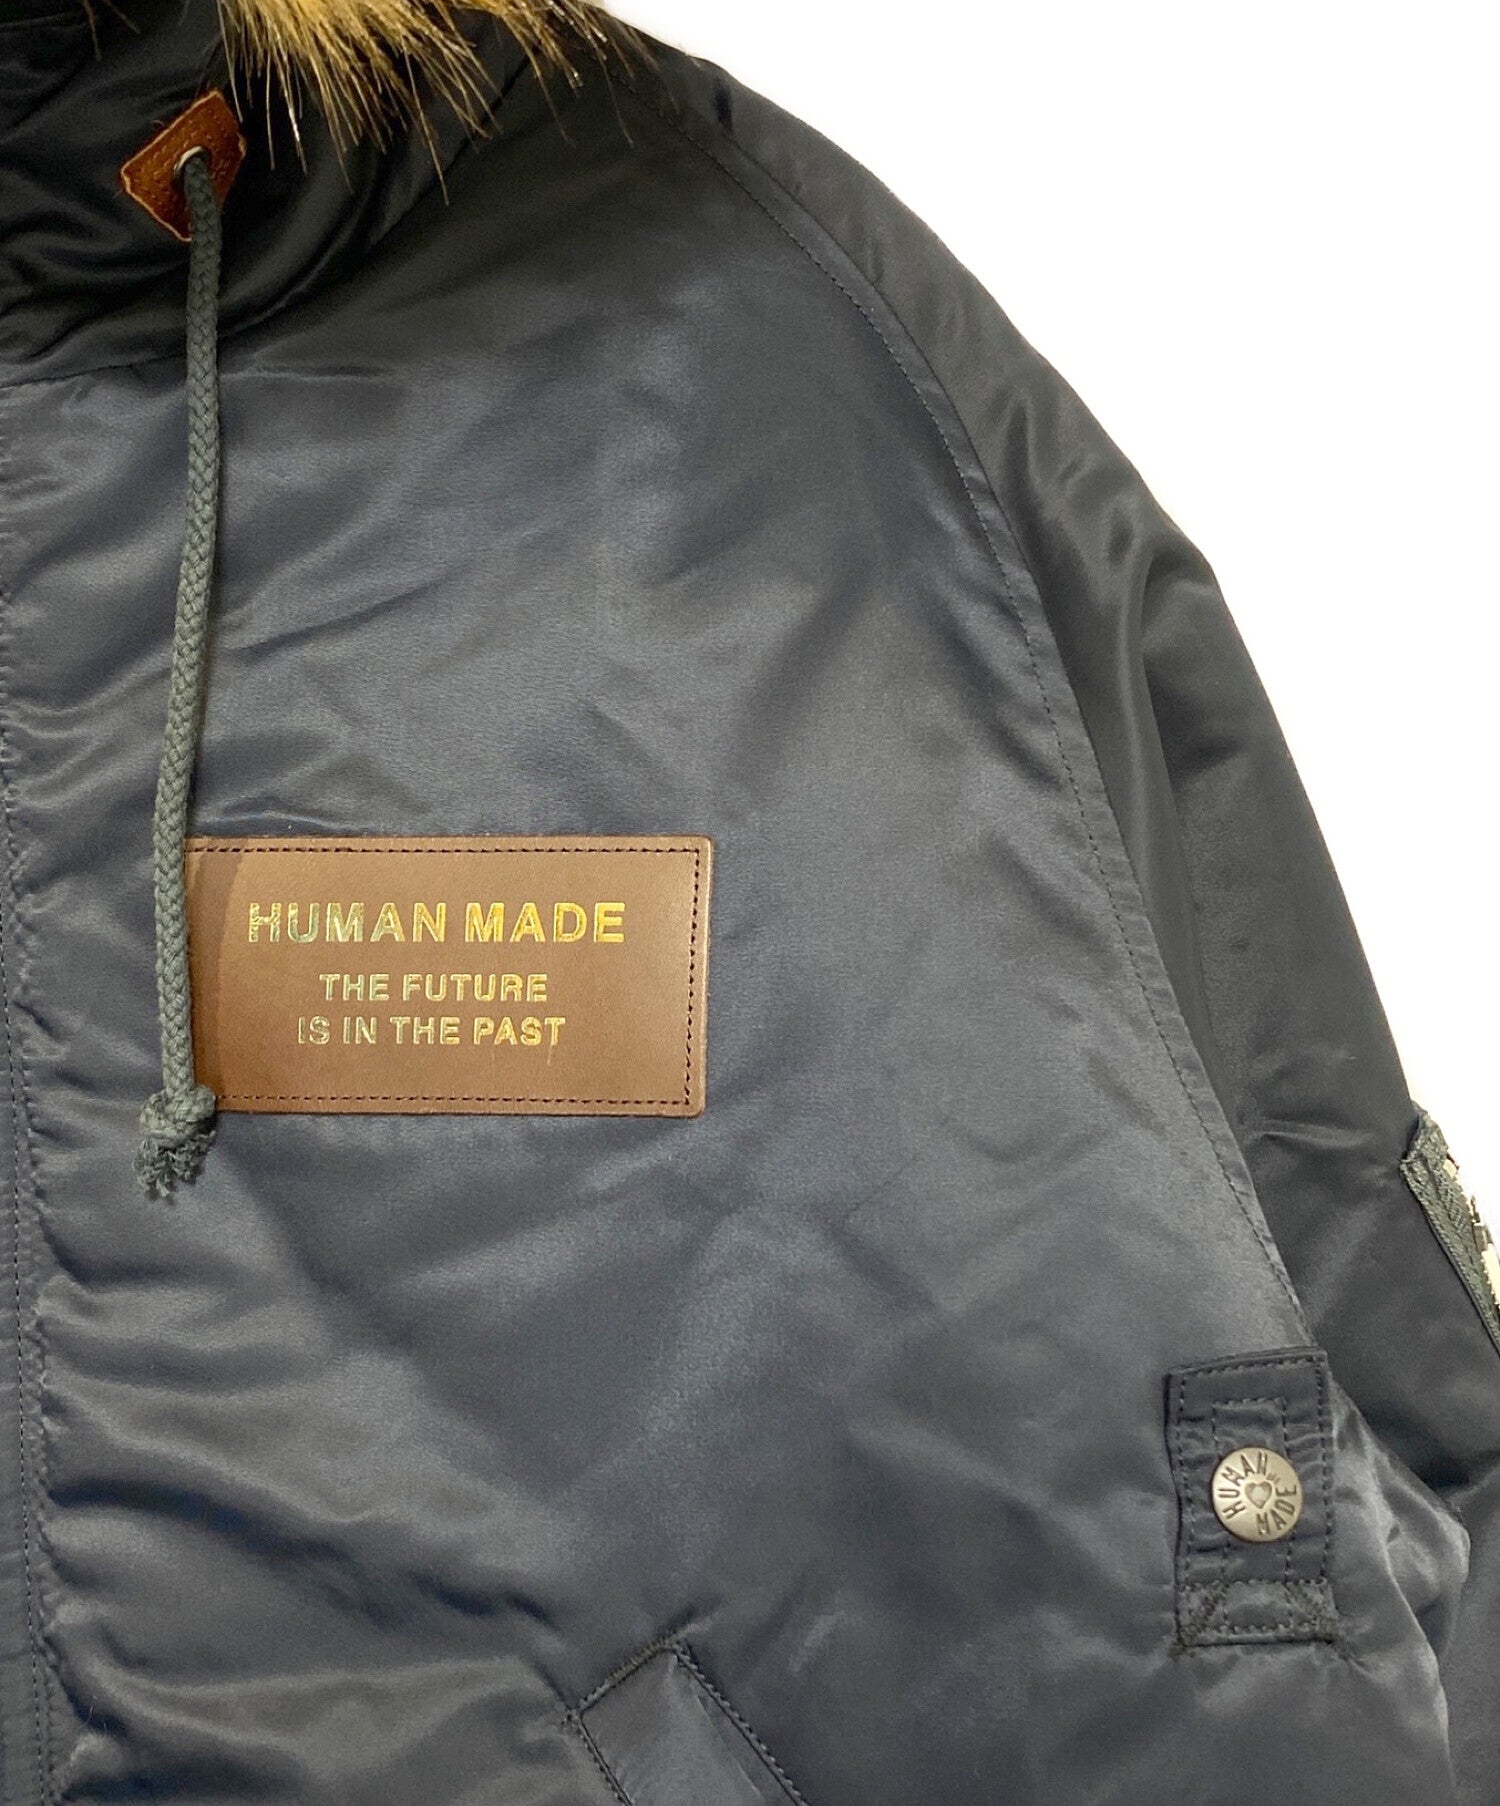 HUMAN MADE
THE FUTURE
IS IN THE PAST
HUMAN
MADE